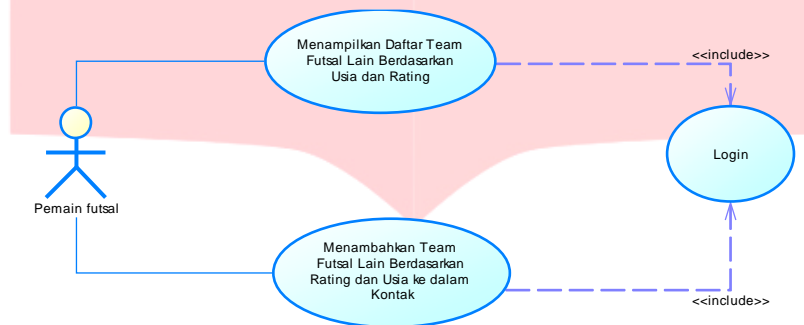 Menampilkan Daftar Team
Futsal Lain Berdasarkan
Usia dan Rating
<<include>>
Login
Pemain futsal
Menambahkan Team
Futsal Lain Berdasarkan
Rating dan Usia ke dalam
Kontak
<<include>>